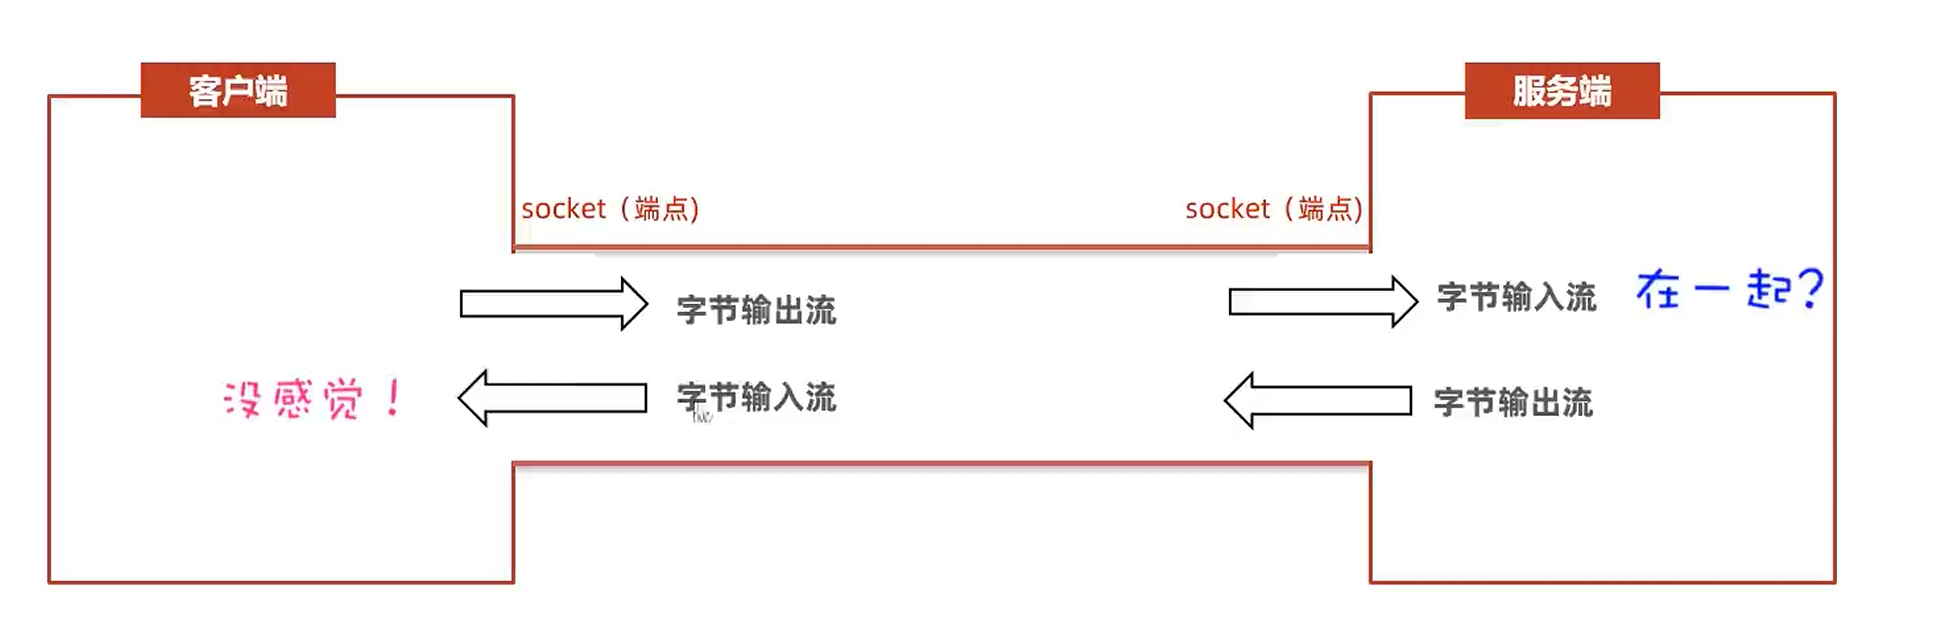 客户端
服务端
socket（端点)
socket（端点)
字节输出流
字节输入流
在一起?
没感觉！
字节输入流
字节输出流